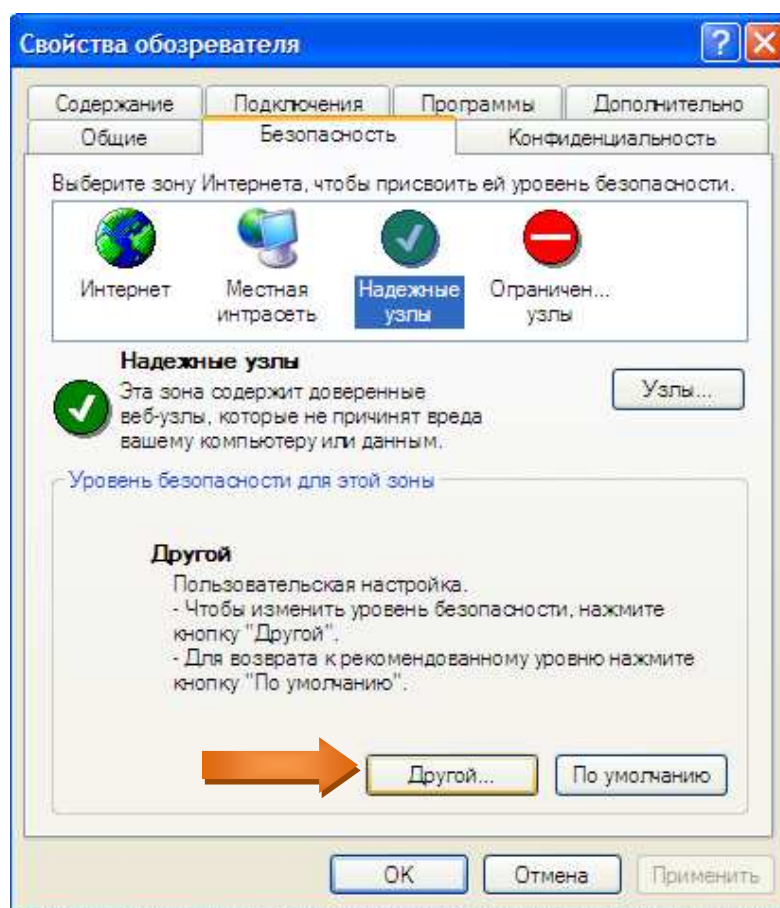 Свойства обозревателя
Содержание Подключения Программы Дополнительно
Общие Безопасность Конфиденциальность
Выберите зону Интернета, чтобы присвоить ей уровень безопасности.
Интернет Местная Надежные Ограничен...
интрасеть узлы узлы
Надежные узлы
Эта зона содержит доверенные
Узлы...
веб-узлы, которые не причинят вреда
вашему компьютеру или данным.
Уровень безопасности для этой зоны
Другой
Пользовательская настройка.
- Чтобы изменить уровень безопасности, нажмите
кнопку "Другой".
- Для возврата к рекомендованному уровню нажмите
кнопку "По умолчанию".
Другой... По умолчанию
OK Отмена Применить